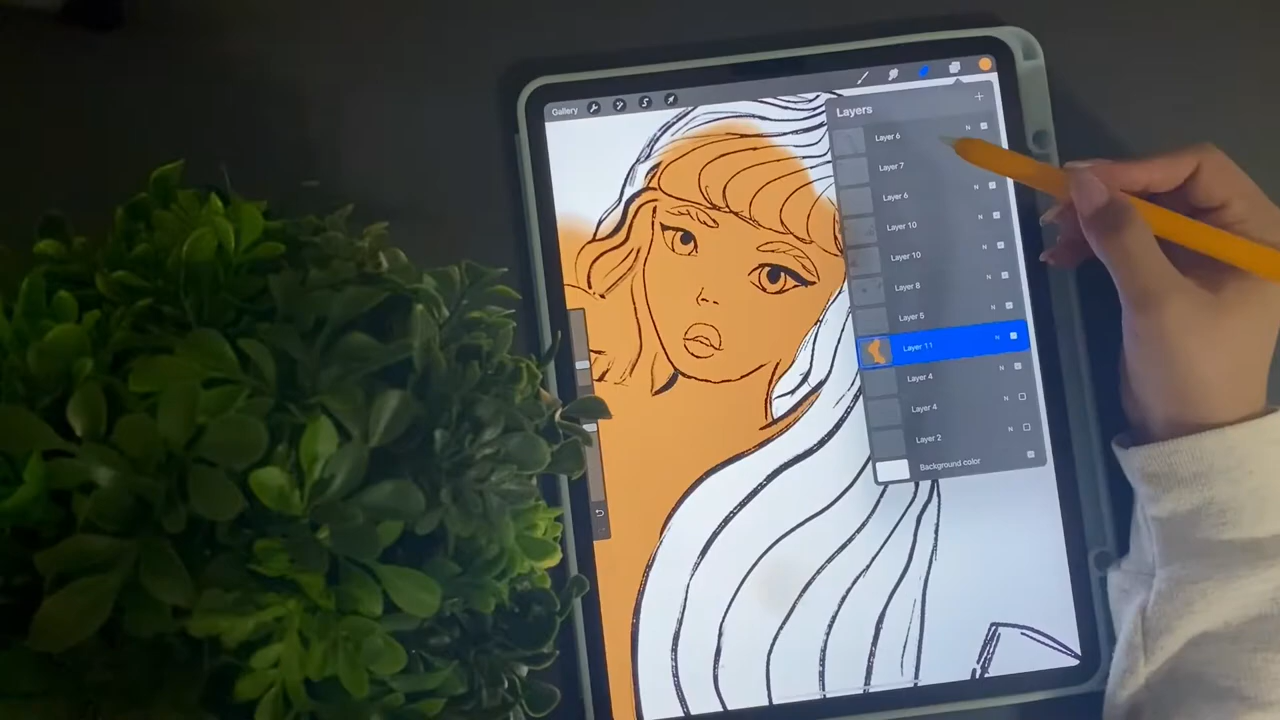 Gallery
Layers
Layer 6 N
Layer 7
Layer 6 N
Layer 10 N
Layer 10 N
Layer 8 N
Layer 5 N
Layer 11 N
Layer 4 N
Layer 4 N
Layer 2 N
Background color